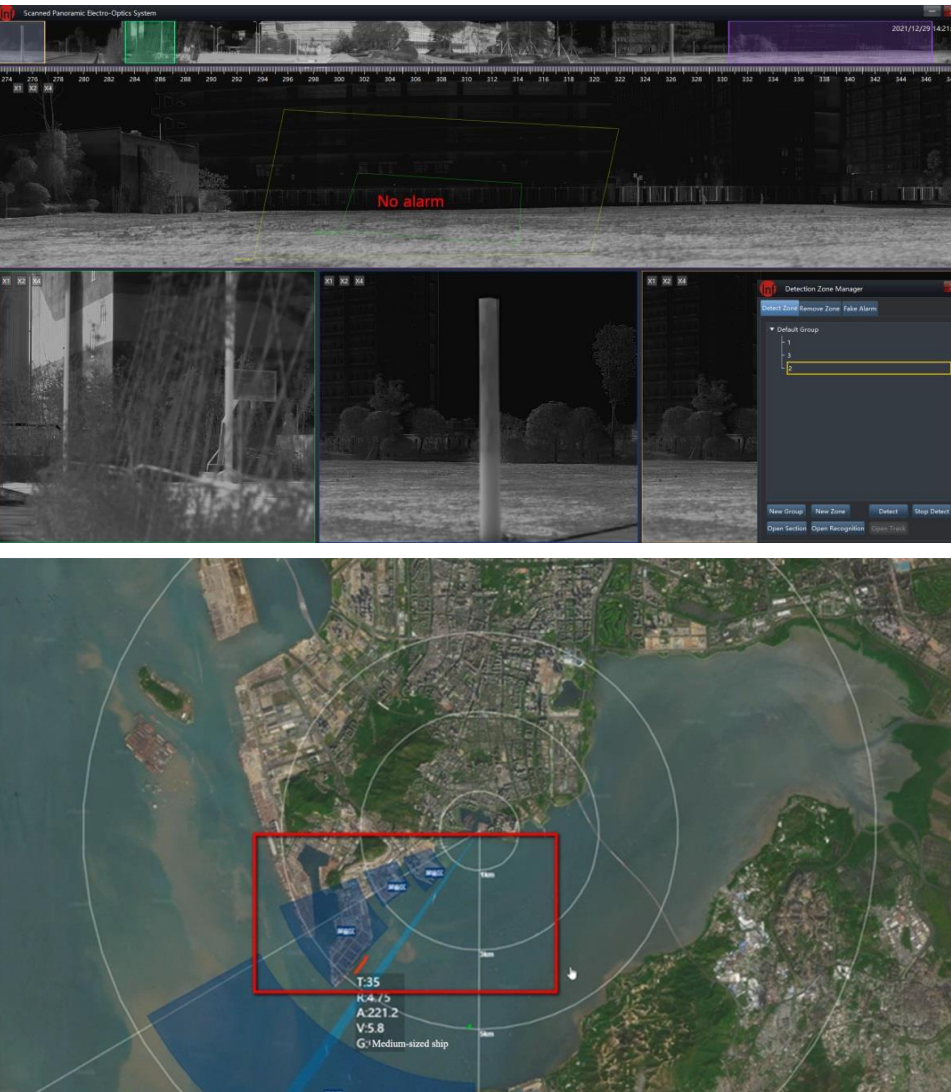 Scanned Panoramic Electro-Optics System
2021/12/29 14:21:
274 276 278 280 282 284 286 288 290 292 294 296 298 300 302 304 306 308 310 312 314 316 318 320 322 324 326 328 330 332 334 336 338 340 342 344 346
X1 X2 X4
No alarm
X1 X2 X4
X1 X2 X4
X1 X2 X4
Inf
Detection Zone Manager
Detect Zone Remove Zone Fake Alarm
Default Group
1
3
2
New Group New Zone Detect Stop Detect
Open Section Open Recognition Open Track
1km
3km
T:35
R:4.75
A:221.2
V:5.8
G: Medium-sized ship
5km